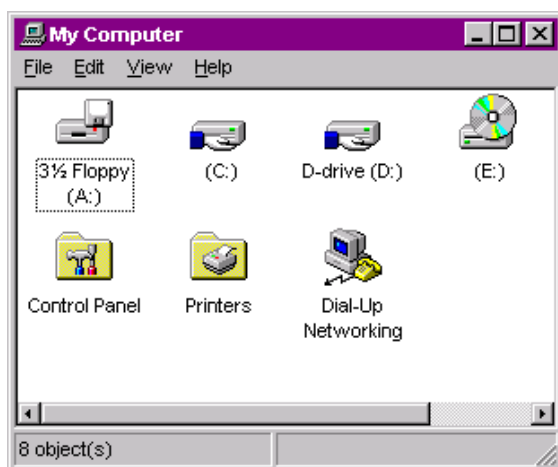 My Computer
File Edit View Help
3½ Floppy (C:) D-drive (D:) (E:)
(A:)
Control Panel Printers Dial-Up
Networking
8 object(s)